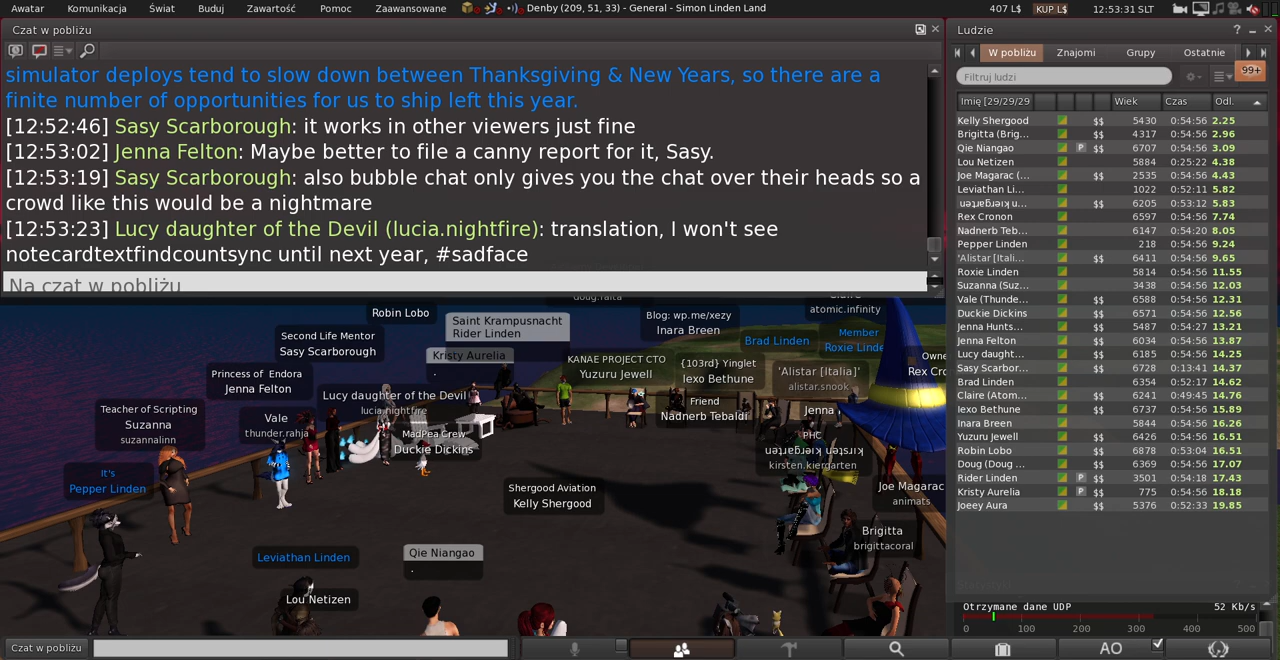 Awatar Komunikacja Świat Buduj Zawartość Pomoc Zaawansowane Denby (209, 51, 33) - General - Simon Linden Land 407 L$ KUP L$ 12:53:31 SLT
Czat w pobliżu
simulator deploys tend to slow down between Thanksgiving & New Years, so there are a
finite number of opportunities for us to ship left this year.
[12:52:46] Sasy Scarborough: it works in other viewers just fine
[12:53:02] Jenna Felton: Maybe better to file a canny report for it, Sasy.
[12:53:19] Sasy Scarborough: also bubble chat only gives you the chat over their heads so a
crowd like this would be a nightmare
[12:53:23] Lucy daughter of the Devil (lucia.nightfire): translation, I won't see
notecardtextfindcountsync until next year, #sadface
Na czat w pobliżu
Robin Lobo
Saint Krampusnacht
Rider Linden
Blog: wp.me/xezy
Inara Breen
atomic.infinity
Second Life Mentor
Sasy Scarborough
Kristy Aurelia
.
KANAE PROJECT CTO
Yuzuru Jewell
Brad Linden
Member
Roxie Linde
Princess of Endora
Jenna Felton
{103rd} Yinglet
Iexo Bethune
'Alistar [Italia]'
alistar.snook
Owne
Rex Cro
Lucy daughter of the Devil
lucia.nightfire
Friend
Nadnerb Tebaldi
Jenna
Teacher of Scripting
Suzanna
suzannalinn
Vale
thunder.rahja
MadPea Crew
Duckie Dickins
PHC
kirsten.kiergarten
It's
Pepper Linden
Shergood Aviation
Kelly Shergood
Joe Magarac
animats
Brigitta
brigittacoral
Leviathan Linden
Qie Niangao
.
Lou Netizen
Czat w pobliżu
AO
Ludzie
W pobliżu Znajomi Grupy Ostatnie
Filtruj ludzi
99+
Imię [29/29/29 Wiek Czas Odl.
Kelly Shergood $$ 5430 0:54:56 2.25
Brigitta (Brig... $$ 4317 0:54:56 2.96
Qie Niangao P $$ 6707 0:54:56 3.09
Lou Netizen 5884 0:25:22 4.38
Joe Magarac (... $$ 2535 0:54:56 4.43
Leviathan Li... 1022 0:52:11 5.82
$$ 6205 0:53:12 5.83
Rex Cronon 6597 0:54:56 7.74
Nadnerb Teb... 6147 0:54:20 8.05
Pepper Linden 218 0:54:56 9.24
'Alistar [Itali... $$ 6411 0:54:56 9.65
Roxie Linden 5814 0:54:56 11.55
Suzanna (Suz... 3438 0:54:56 12.03
Vale (Thunde... $$ 6588 0:54:56 12.31
Duckie Dickins $$ 6571 0:54:56 12.56
Jenna Hunts... $$ 5487 0:54:27 13.21
Jenna Felton $$ 6034 0:54:56 13.87
Lucy daught... $$ 6185 0:54:56 14.25
Sasy Scarbor... $$ 6728 0:13:41 14.37
Brad Linden 6354 0:52:17 14.62
Claire (Atom... $$ 6241 0:49:45 14.76
Iexo Bethune $$ 6737 0:54:56 15.89
Inara Breen 5844 0:54:56 16.26
Yuzuru Jewell $$ 6426 0:54:56 16.51
Robin Lobo $$ 6878 0:53:04 16.51
Doug (Doug ... $$ 6369 0:54:56 17.07
Rider Linden P $$ 3501 0:54:18 17.43
Kristy Aurelia P $$ 775 0:54:56 18.18
Joeey Aura $$ 5376 0:52:33 19.85
Otrzymane dane UDP 52 Kb/s
0 100 200 300 400 500